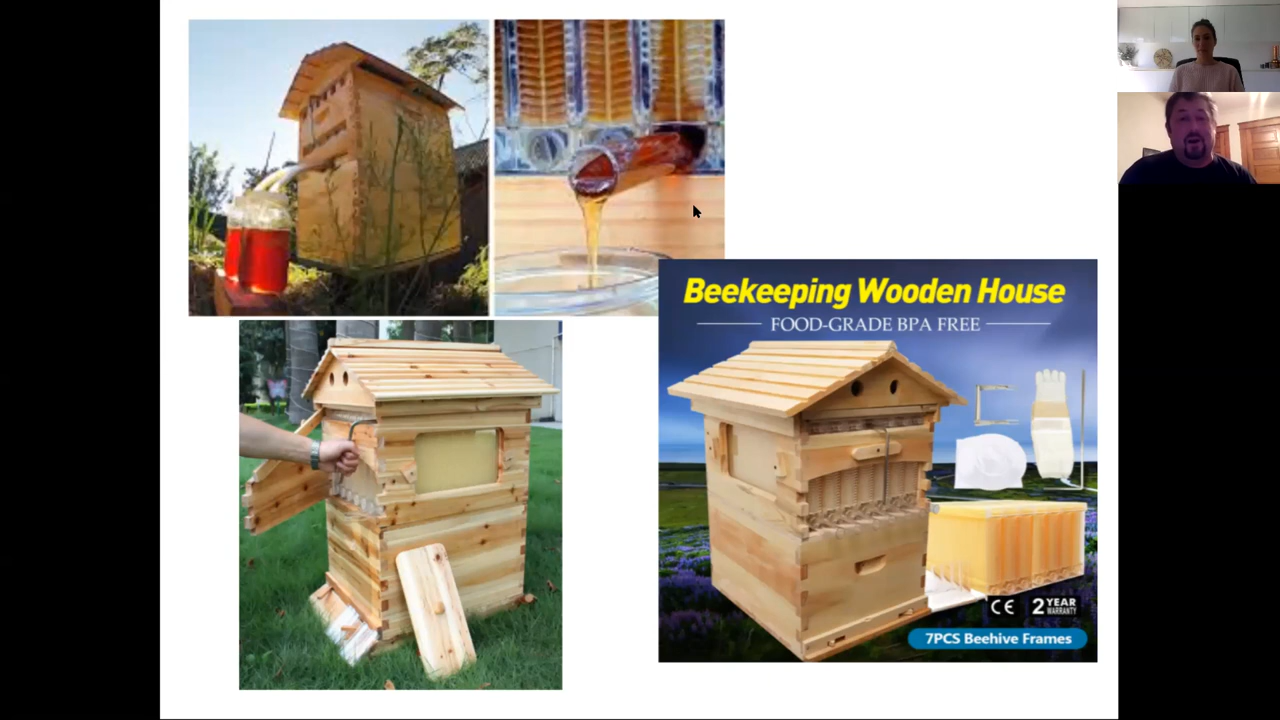 Beekeeping Wooden House
FOOD-GRADE BPA FREE
CE 2 YEAR WARRANTY
7PCS Beehive Frames